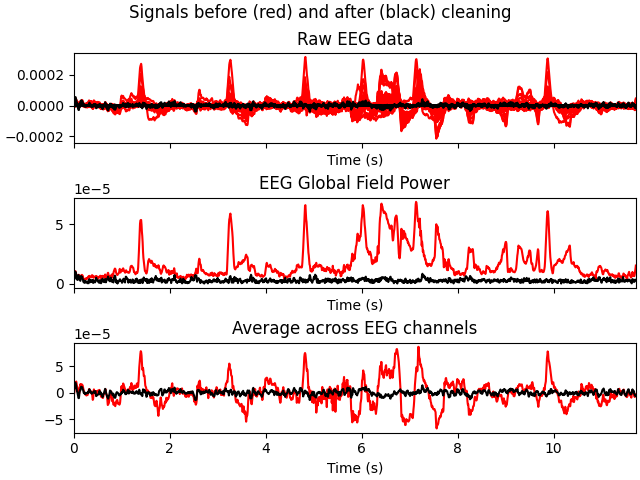 Signals before (red) and after (black) cleaning
Raw EEG data
0.0002
0.0000
−0.0002
Time (s)
EEG Global Field Power
1e−5
5
0
Time (s)
Average across EEG channels
1e−5
5
0
−5
0 2 4 6 8 10
Time (s)